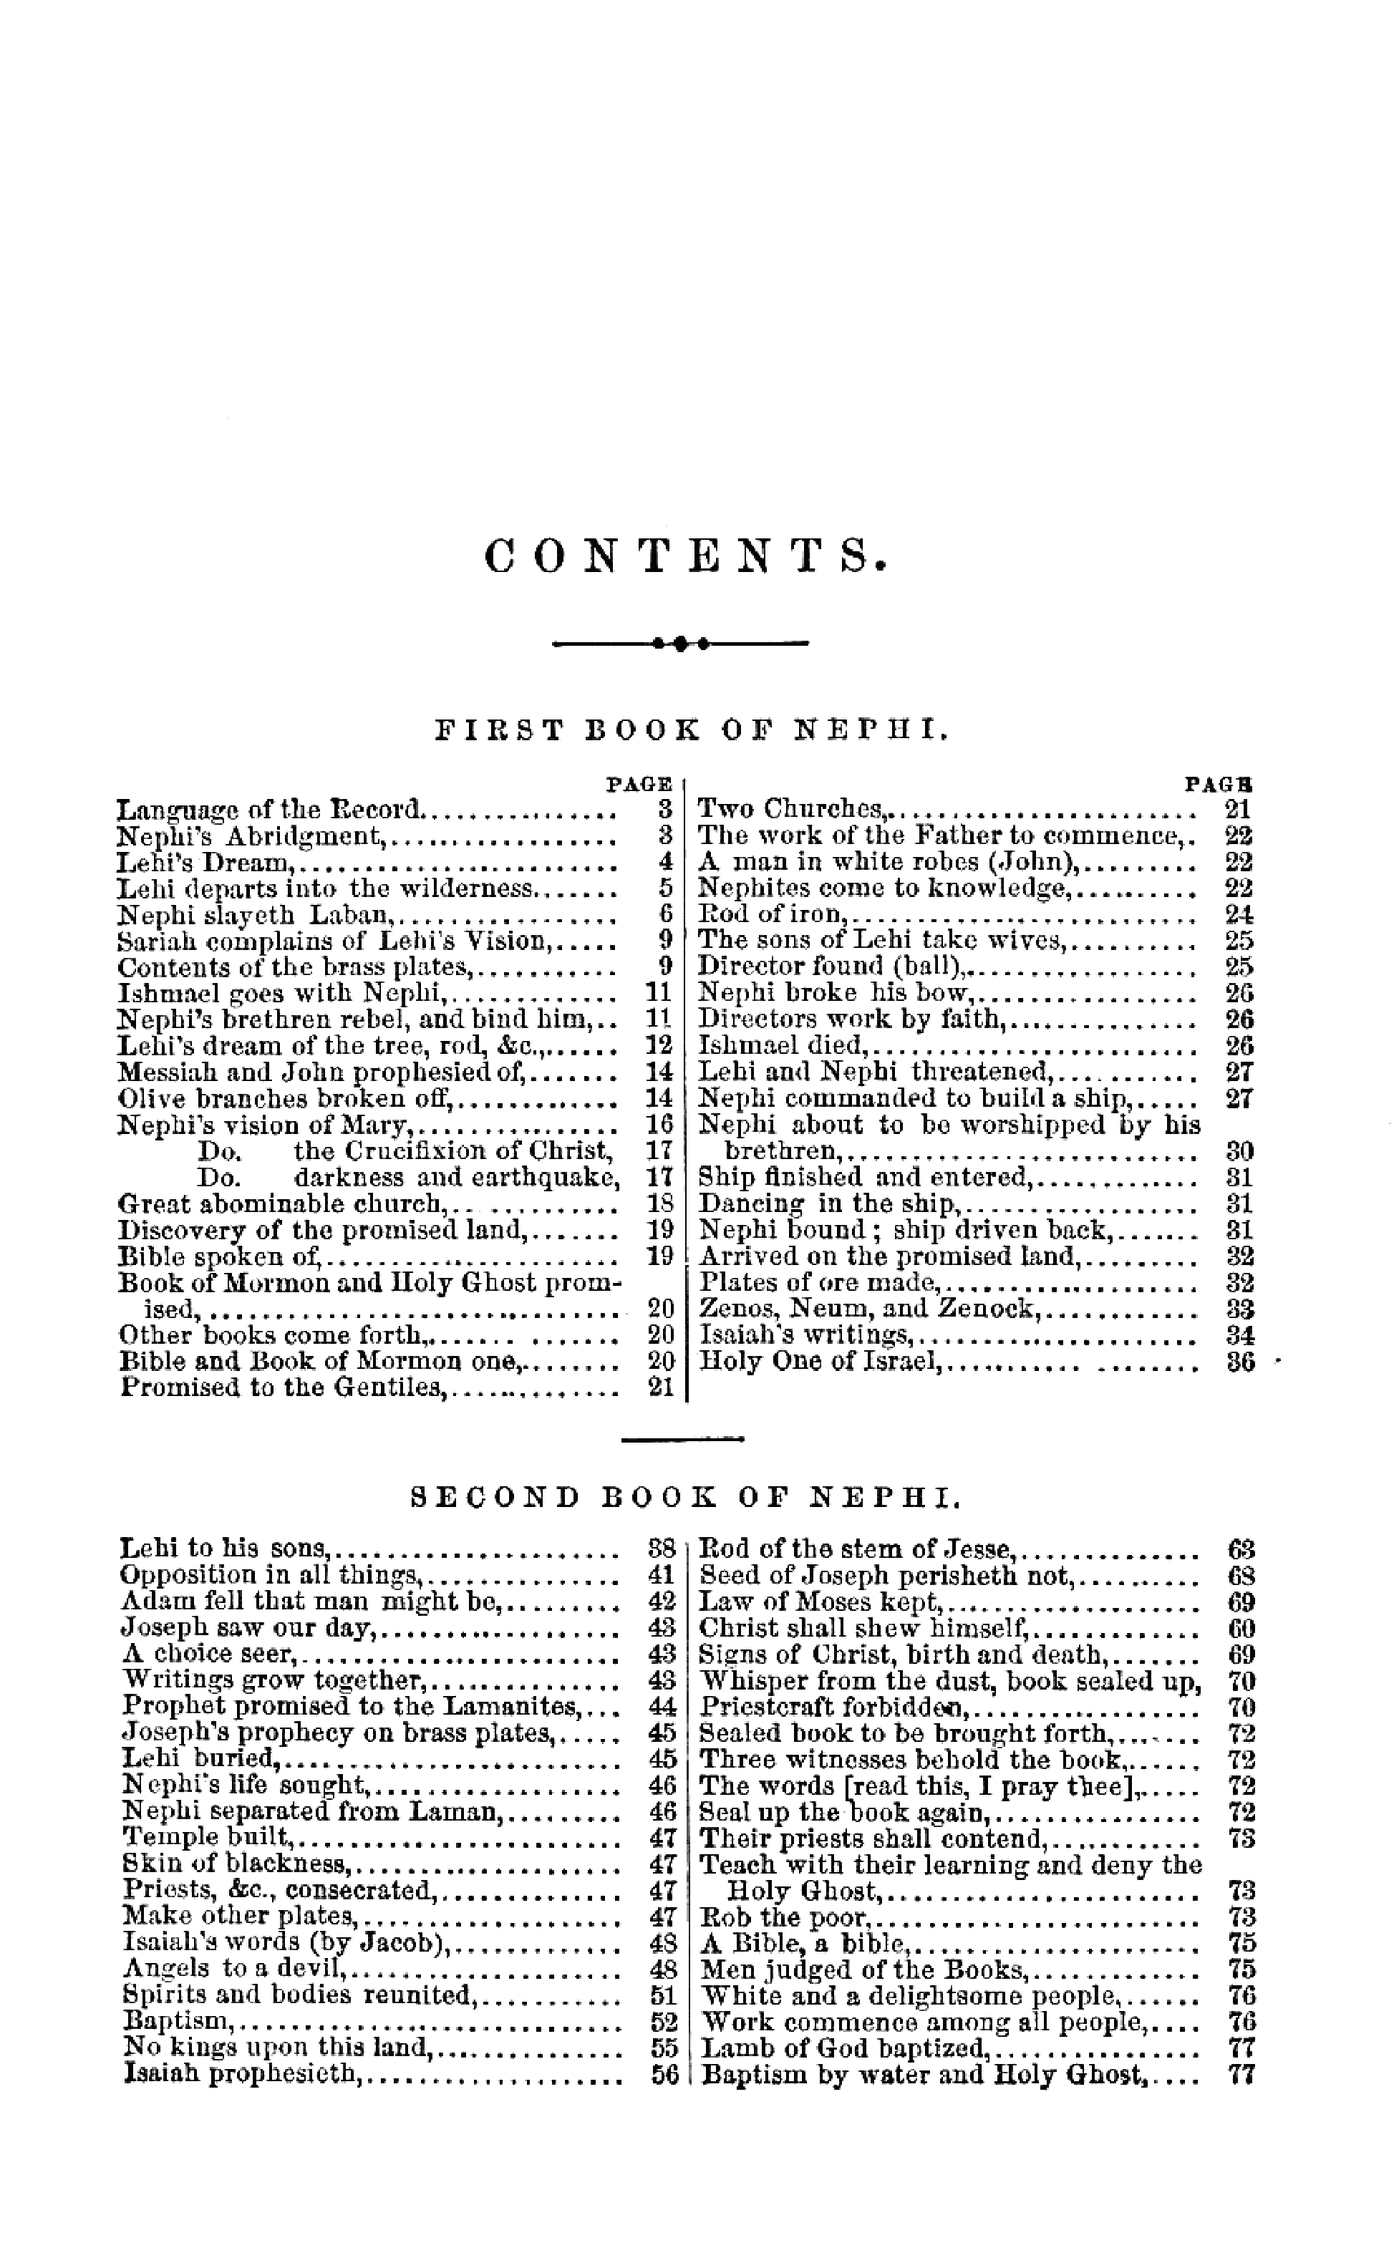 CONTENTS.
FIRST BOOK OF NEPHI.
PAGE
Language of the Record................ 3
Nephi's Abridgment,.................. 3
Lehi's Dream,......................... 4
Lehi departs into the wilderness....... 5
Nephi slayeth Laban,................. 6
Sariah complains of Lehi's Vision,..... 9
Contents of the brass plates,........... 9
Ishmael goes with Nephi,............. 11
Nephi's brethren rebel, and bind him,.. 11
Lehi's dream of the tree, rod, &c.,...... 12
Messiah and John prophesied of,....... 14
Olive branches broken off,............. 14
Nephi's vision of Mary,................ 16
Do. the Crucifixion of Christ, 17
Do. darkness and earthquake, 17
Great abominable church,.. .......... 18
Discovery of the promised land,....... 19
Bible spoken of,....................... 19
Book of Mormon and Holy Ghost prom-
ised,................................ 20
Other books come forth,....... ....... 20
Bible and Book of Mormon one,........ 20
Promised to the Gentiles,.............. 21
PAGE
Two Churches,........................ 21
The work of the Father to commence,. 22
A man in white robes (John),......... 22
Nephites come to knowledge,.......... 22
Rod of iron,........................... 24
The sons of Lehi take wives,.......... 25
Director found (ball),.................. 25
Nephi broke his bow,................. 26
Directors work by faith,............... 26
Ishmael died,......................... 26
Lehi and Nephi threatened,........... 27
Nephi commanded to build a ship,..... 27
Nephi about to be worshipped by his
brethren,........................... 30
Ship finished and entered,............. 31
Dancing in the ship,.................. 31
Nephi bound; ship driven back,....... 31
Arrived on the promised land,......... 32
Plates of ore made,.................... 32
Zenos, Neum, and Zenock,............ 33
Isaiah's writings,...................... 34
Holy One of Israel,........... ........ 36
SECOND BOOK OF NEPHI.
Lehi to his sons,...................... 38
Opposition in all things,............... 41
Adam fell that man might be,......... 42
Joseph saw our day,................... 43
A choice seer,......................... 43
Writings grow together,............... 43
Prophet promised to the Lamanites,... 44
Joseph's prophecy on brass plates,..... 45
Lehi buried,.......................... 45
Nephi's life sought,................... 46
Nephi separated from Laman,......... 46
Temple built,......................... 47
Skin of blackness,..................... 47
Priests, &c., consecrated,.............. 47
Make other plates,.................... 47
Isaiah's words (by Jacob),............. 48
Angels to a devil,..................... 48
Spirits and bodies reunited,........... 51
Baptism,.............................. 52
No kings upon this land,............... 55
Isaiah prophesieth,.................... 56
Rod of the stem of Jesse,.............. 63
Seed of Joseph perisheth not,.......... 68
Law of Moses kept,.................... 69
Christ shall shew himself,............. 60
Signs of Christ, birth and death,....... 69
Whisper from the dust, book sealed up, 70
Priestcraft forbidden,.................. 70
Sealed book to be brought forth,....... 72
Three witnesses behold the book,...... 72
The words [read this, I pray thee],..... 72
Seal up the book again,................ 72
Their priests shall contend,............ 73
Teach with their learning and deny the
Holy Ghost,........................ 73
Rob the poor,......................... 73
A Bible, a bible,...................... 75
Men judged of the Books,............. 75
White and a delightsome people,...... 76
Work commence among all people,.... 76
Lamb of God baptized,................ 77
Baptism by water and Holy Ghost,.... 77